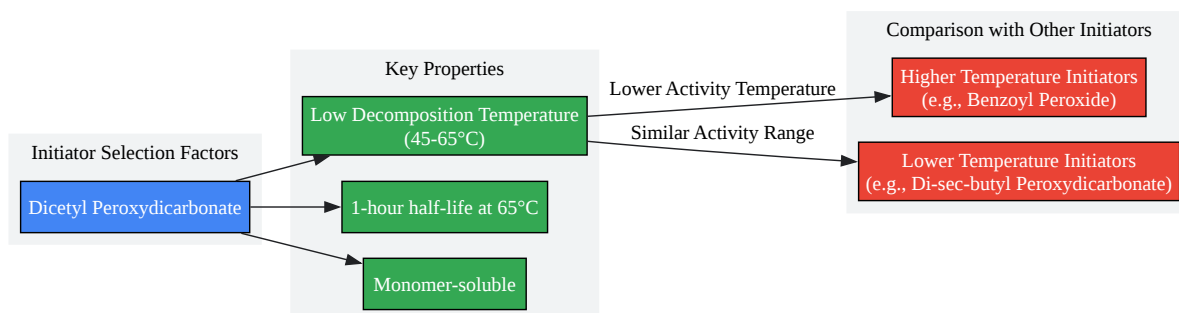 Initiator Selection Factors
Dicetyl Peroxydicarbonate
Key Properties
Low Decomposition Temperature
(45-65°C)
1-hour half-life at 65°C
Monomer-soluble
Lower Activity Temperature
Similar Activity Range
Comparison with Other Initiators
Higher Temperature Initiators
(e.g., Benzoyl Peroxide)
Lower Temperature Initiators
(e.g., Di-sec-butyl Peroxydicarbonate)